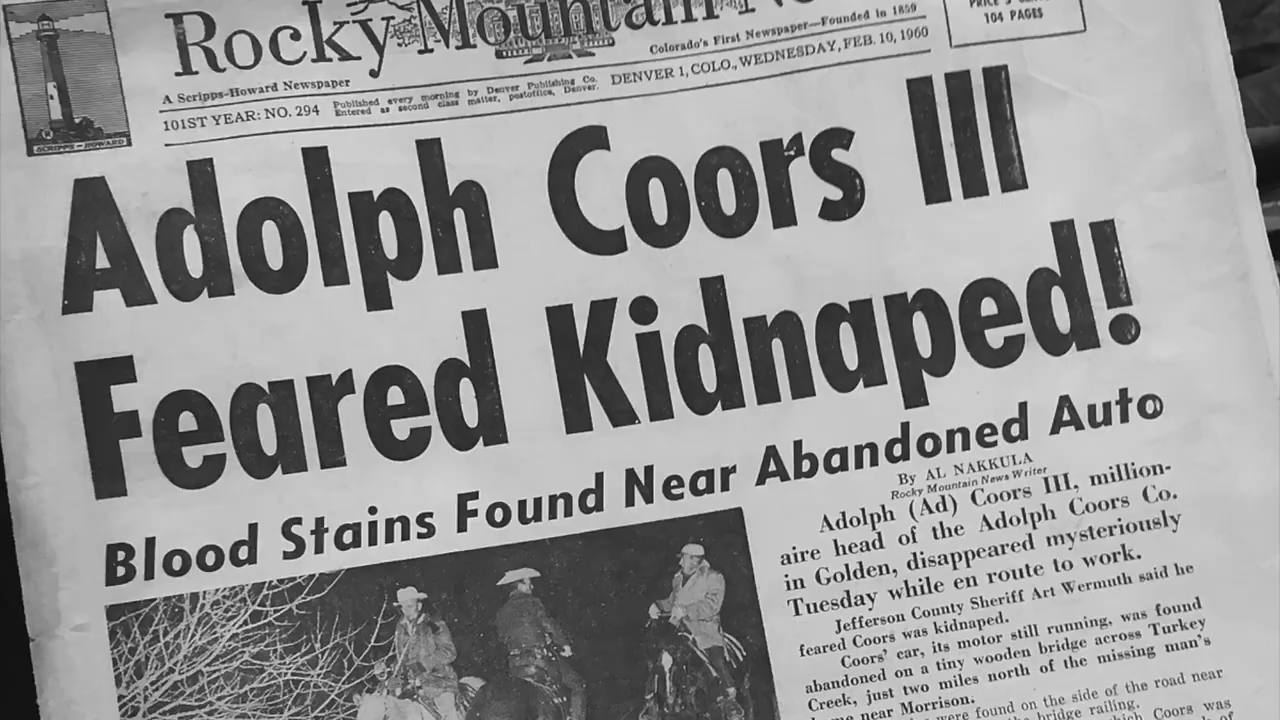 Rocky Mountain
PRICE 5
104 PAGES
Colorado's First Newspaper—Founded in 1859
A Scripps-Howard Newspaper
SCRIPPS - HOWARD
101ST YEAR: NO. 294
Published every morning by Denver Publishing Co.
Entered as second class matter, postoffice, Denver.
DENVER 1, COLO., WEDNESDAY, FEB. 10, 1960
Adolph Coors III
Feared Kidnaped!
Blood Stains Found Near Abandoned Auto
By AL NAKKULA
Rocky Mountain News Writer
Adolph (Ad) Coors III, million-
aire head of the Adolph Coors Co.
in Golden, disappeared mysteriously
Tuesday while en route to work.
Jefferson County Sheriff Art Wermuth said he
feared Coors was kidnaped.
Coors' car, its motor still running, was found
abandoned on a tiny wooden bridge across Turkey
Creek, just two miles north of the missing man's
near Morrison.
were found on the side of the road near
bridge railing.
Coors was